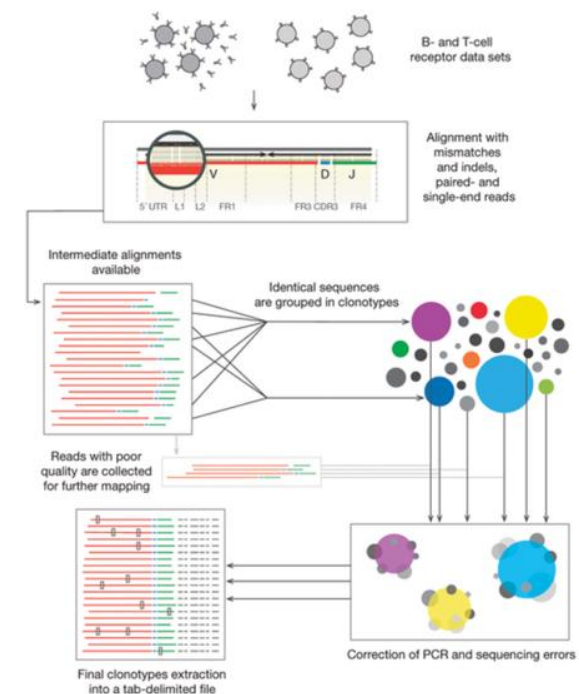 B- and T-cell
receptor data sets
Alignment with
mismatches
and indels,
paired- and
single-end reads
V
D
J
5' UTR
L1
L2
FR1
FR3
CDR3
FR4
Intermediate alignments
available
Identical sequences
are grouped in clonotypes
Reads with poor
quality are collected
for further mapping
Correction of PCR and sequencing errors
Final clonotypes extraction
into a tab-delimited file